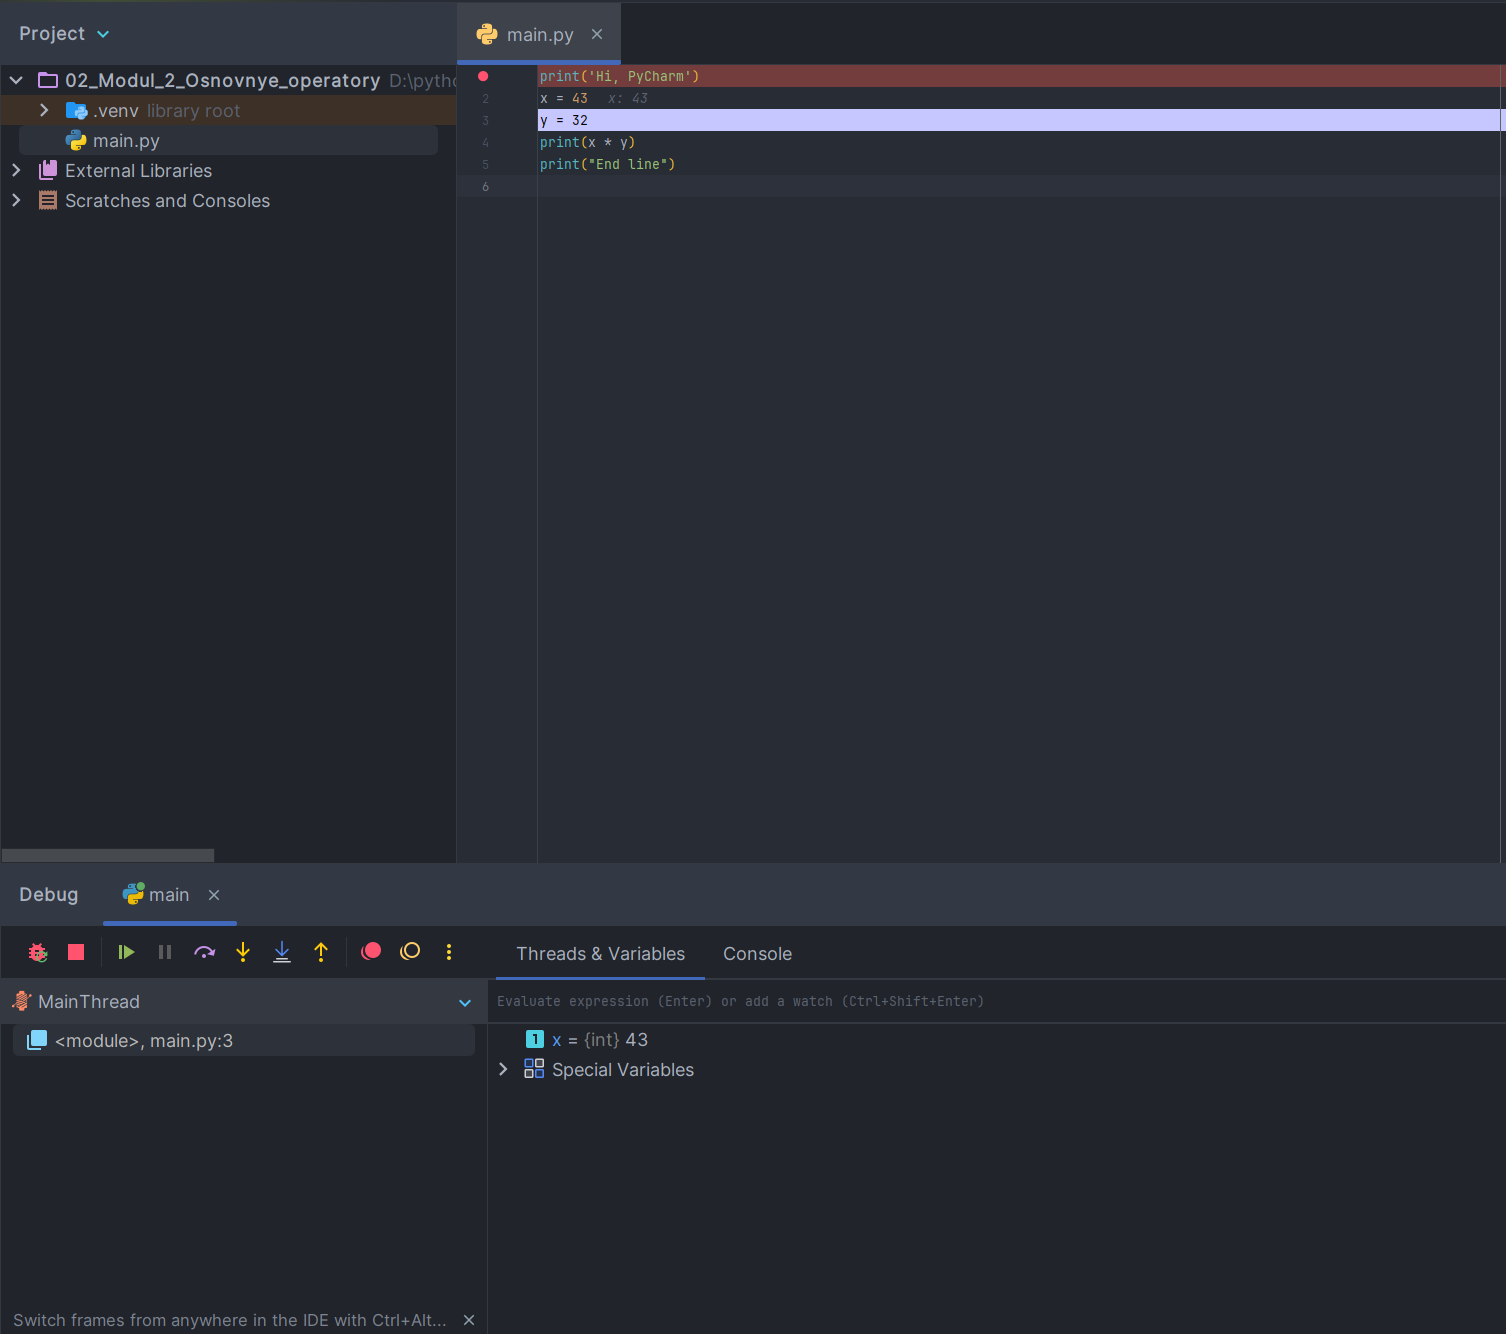 Project
main.py
02_Modul_2_Osnovnye_operatory D:\pytho
.venv library root
main.py
External Libraries
Scratches and Consoles
print('Hi, PyCharm')
2 x = 43 x: 43
3 y = 32
4 print(x * y)
5 print("End line")
6
Debug
main
Threads & Variables
Console
MainThread
Evaluate expression (Enter) or add a watch (Ctrl+Shift+Enter)
<module>, main.py:3
1 x = {int} 43
Special Variables
Switch frames from anywhere in the IDE with Ctrl+Alt...